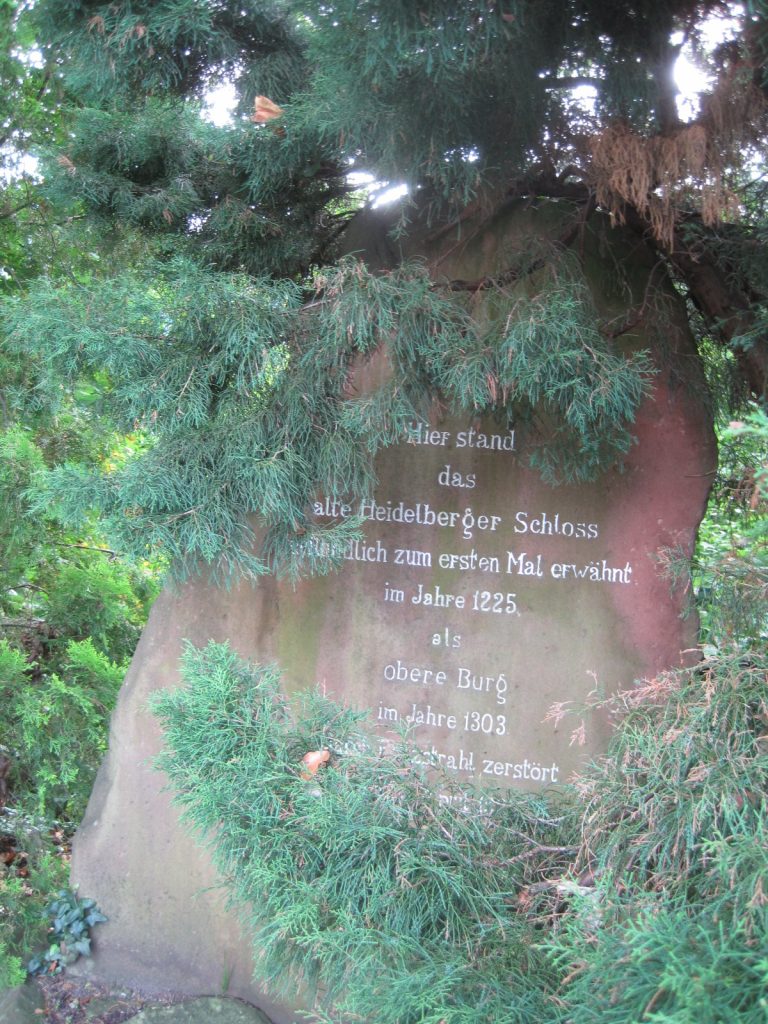 Hier stand
das
alte Heidelberger Schloss
zum ersten Mal erwähnt
im Jahre 1225.
als
obere Burg
im Jahre 1303.
zerstört